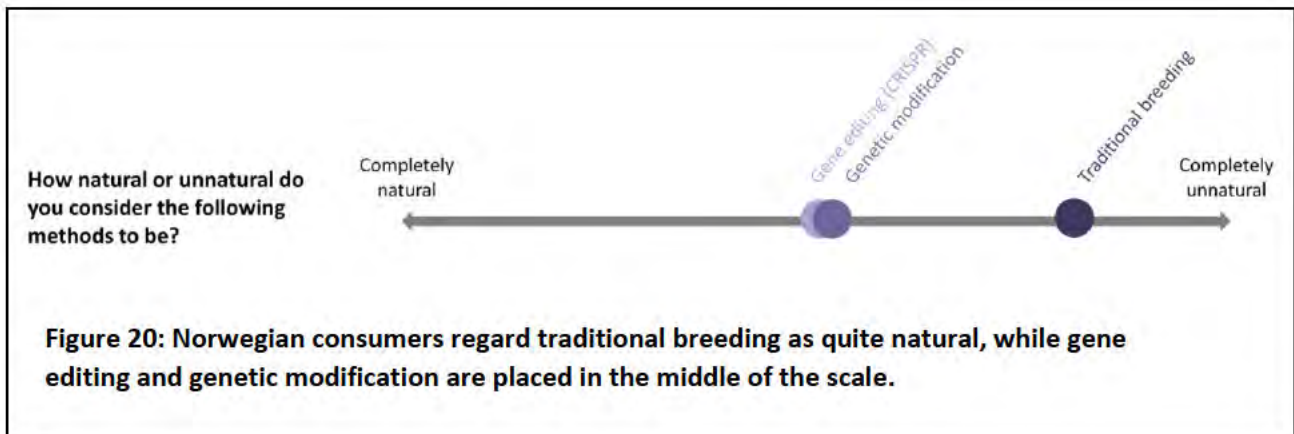 Gene editing (CRISPR)
Genetic modification
Traditional breeding
How natural or unnatural do
you consider the following
methods to be?
Completely
natural
Completely
unnatural
Figure 20: Norwegian consumers regard traditional breeding as quite natural, while gene
editing and genetic modification are placed in the middle of the scale.